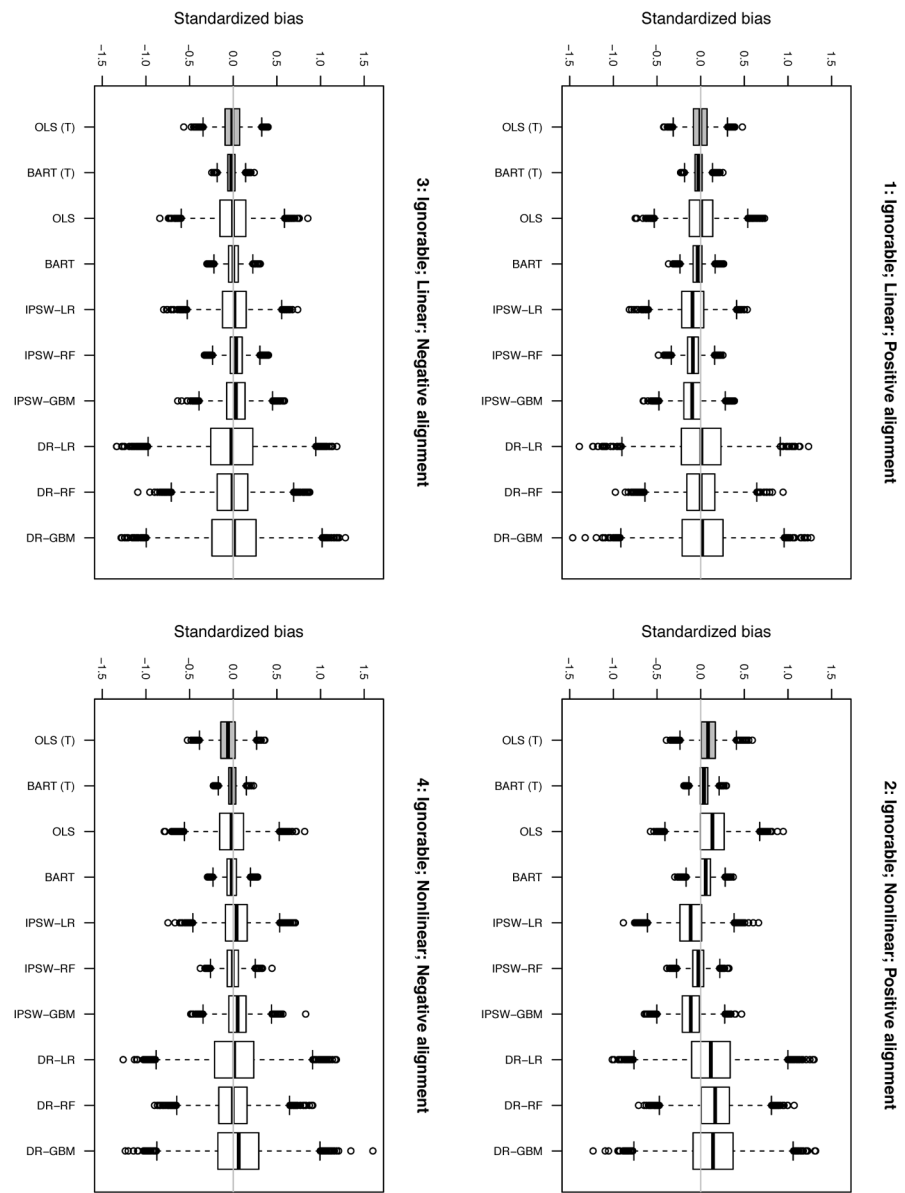 1: Ignorable; Linear; Positive alignment
Standardized bias
−1.5 −1.0 −0.5 0.0 0.5 1.0 1.5
OLS (T)
BART (T)
OLS
BART
IPSW−LR
IPSW−RF
IPSW−GBM
DR−LR
DR−RF
DR−GBM
2: Ignorable; Nonlinear; Positive alignment
Standardized bias
−1.5 −1.0 −0.5 0.0 0.5 1.0 1.5
OLS (T)
BART (T)
OLS
BART
IPSW−LR
IPSW−RF
IPSW−GBM
DR−LR
DR−RF
DR−GBM
3: Ignorable; Linear; Negative alignment
Standardized bias
−1.5 −1.0 −0.5 0.0 0.5 1.0 1.5
OLS (T)
BART (T)
OLS
BART
IPSW−LR
IPSW−RF
IPSW−GBM
DR−LR
DR−RF
DR−GBM
4: Ignorable; Nonlinear; Negative alignment
Standardized bias
−1.5 −1.0 −0.5 0.0 0.5 1.0 1.5
OLS (T)
BART (T)
OLS
BART
IPSW−LR
IPSW−RF
IPSW−GBM
DR−LR
DR−RF
DR−GBM